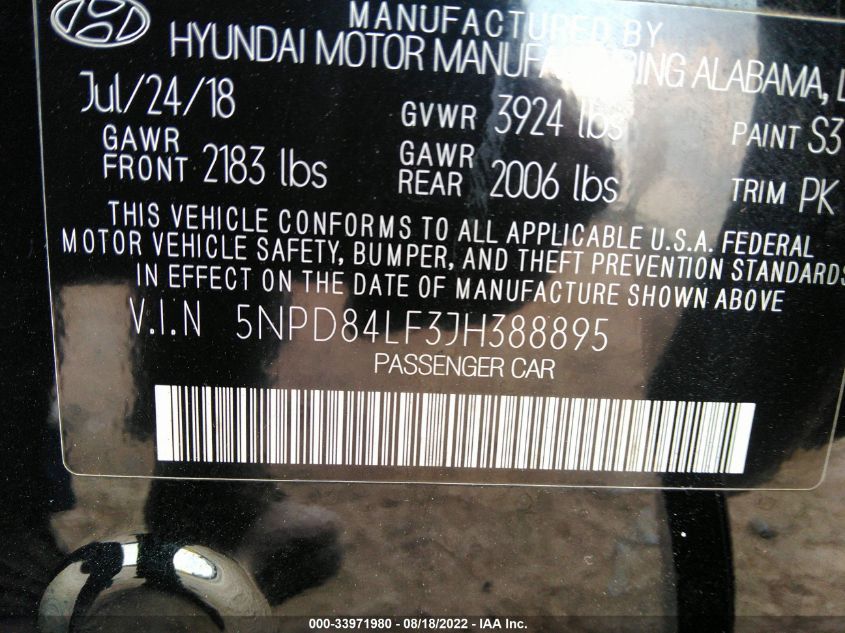 MANUFACTURED BY
HYUNDAI MOTOR MANUFACTURING ALABAMA,
Jul/24/18 GVWR 3924 lbs PAINT S3
GAWR FRONT 2183 lbs GAWR REAR 2006 lbs TRIM PK
THIS VEHICLE CONFORMS TO ALL APPLICABLE U.S.A. FEDERAL
MOTOR VEHICLE SAFETY, BUMPER, AND THEFT PREVENTION STANDARDS
IN EFFECT ON THE DATE OF MANUFACTURE SHOWN ABOVE
V.I.N 5NPD84LF3JH388895
PASSENGER CAR
000-33971980 — 08/18/2022 — IAA Inc.